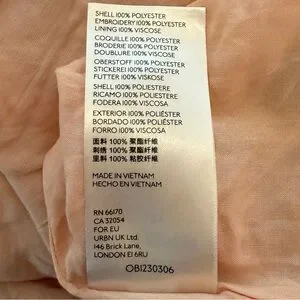 SHELL 100% POLYESTER
EMBROIDERY 100% POLYESTER
LINING 100% VISCOSE
COQUILLE 100% POLYESTER
BRODERIE 100% POLYESTER
DOUBLURE 100% VISCOSE
OBERSTOFF 100% POLYESTER
STICKEREI 100% POLYESTER
FUTTER 100% VISKOSE
SHELL 100% POLIESTERE
RICAMO 100% POLIESTERE
FODERA 100% VISCOSA
EXTERIOR 100% POLIÉSTER
BORDADO 100% POLIÉSTER
FORRO 100% VISCOSA
面料 100% 聚酯纤维
刺绣 100% 聚酯纤维
里料 100% 粘胶纤维
MADE IN VIETNAM
HECHO EN VIETNAM
RN 66170
CA 32054
FOR EU
URBN UK Ltd.
146 Brick Lane,
LONDON E1 6RU
OB1230306